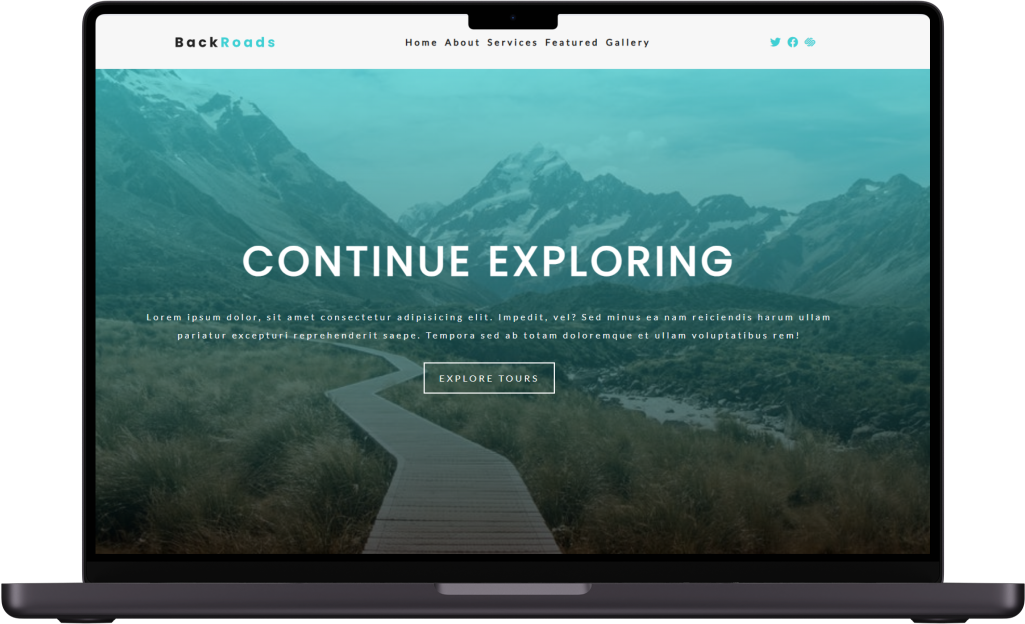 BackRoads
Home About Services Featured Gallery
CONTINUE EXPLORING
Lorem ipsum dolor, sit amet consectetur adipisicing elit. Impedit, vel? Sed minus ea nam reiciendis harum ullam
pariatur excepturi reprehenderit saepe. Tempora sed ab totam doloremque et ullam voluptatibus rem!
EXPLORE TOURS